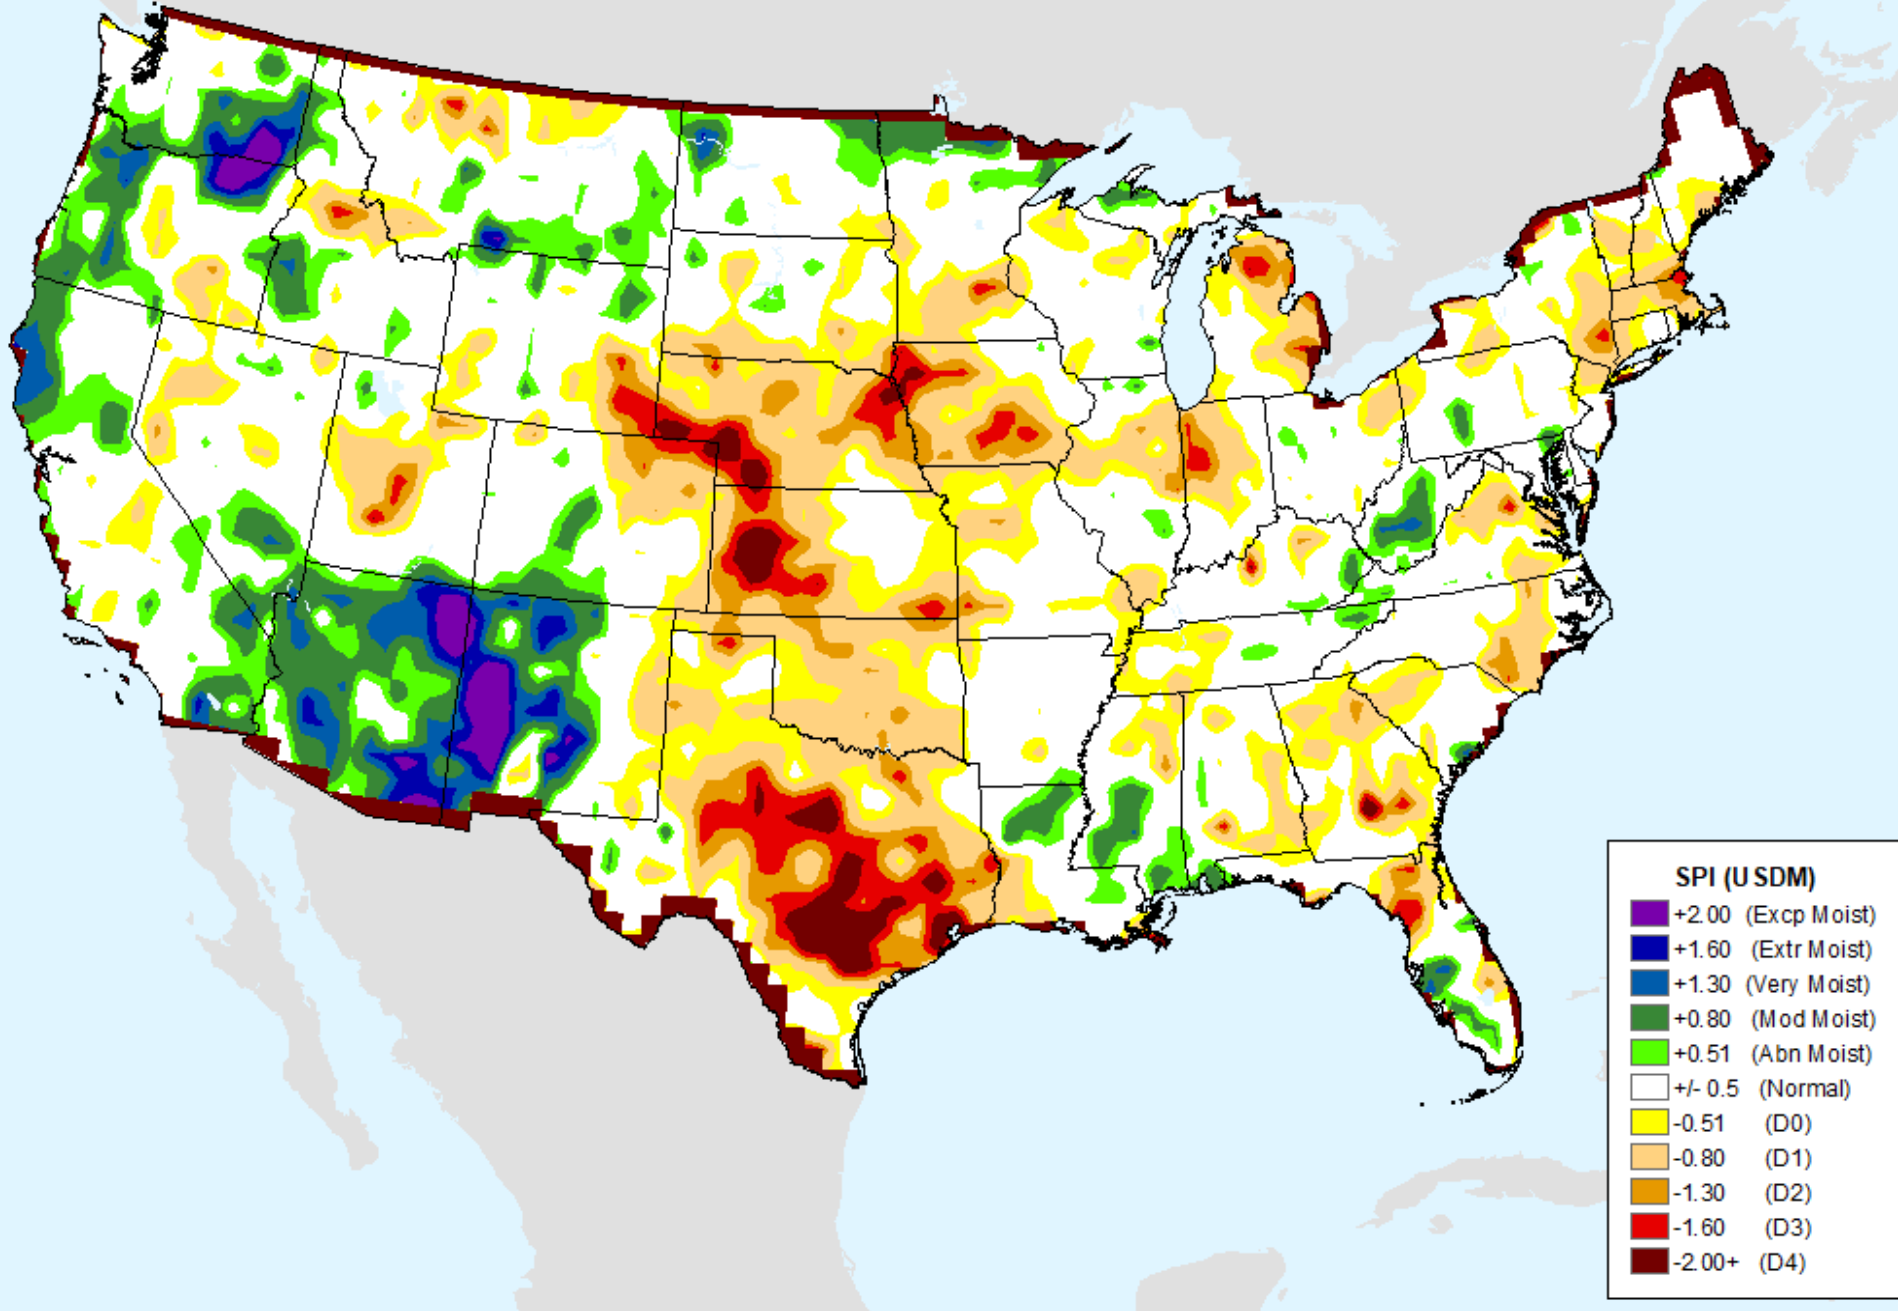 SPI (USDM)
+2.00 (Excp Moist)
+1.60 (Extr Moist)
+1.30 (Very Moist)
+0.80 (Mod Moist)
+0.51 (Abn Moist)
+/- 0.5 (Normal)
-0.51 (D0)
-0.80 (D1)
-1.30 (D2)
-1.60 (D3)
-2.00+ (D4)